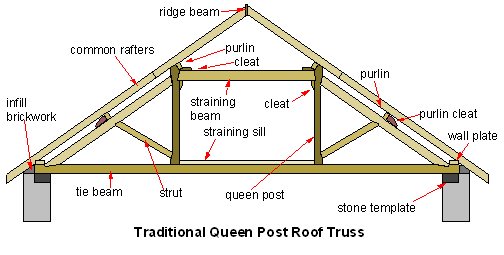 ridge beam
common rafters
purlin
cleat
purlin
infill
brickwork
straining
beam
cleat
purlin cleat
straining sill
wall plate
tie beam
strut
queen post
stone template
Traditional Queen Post Roof Truss